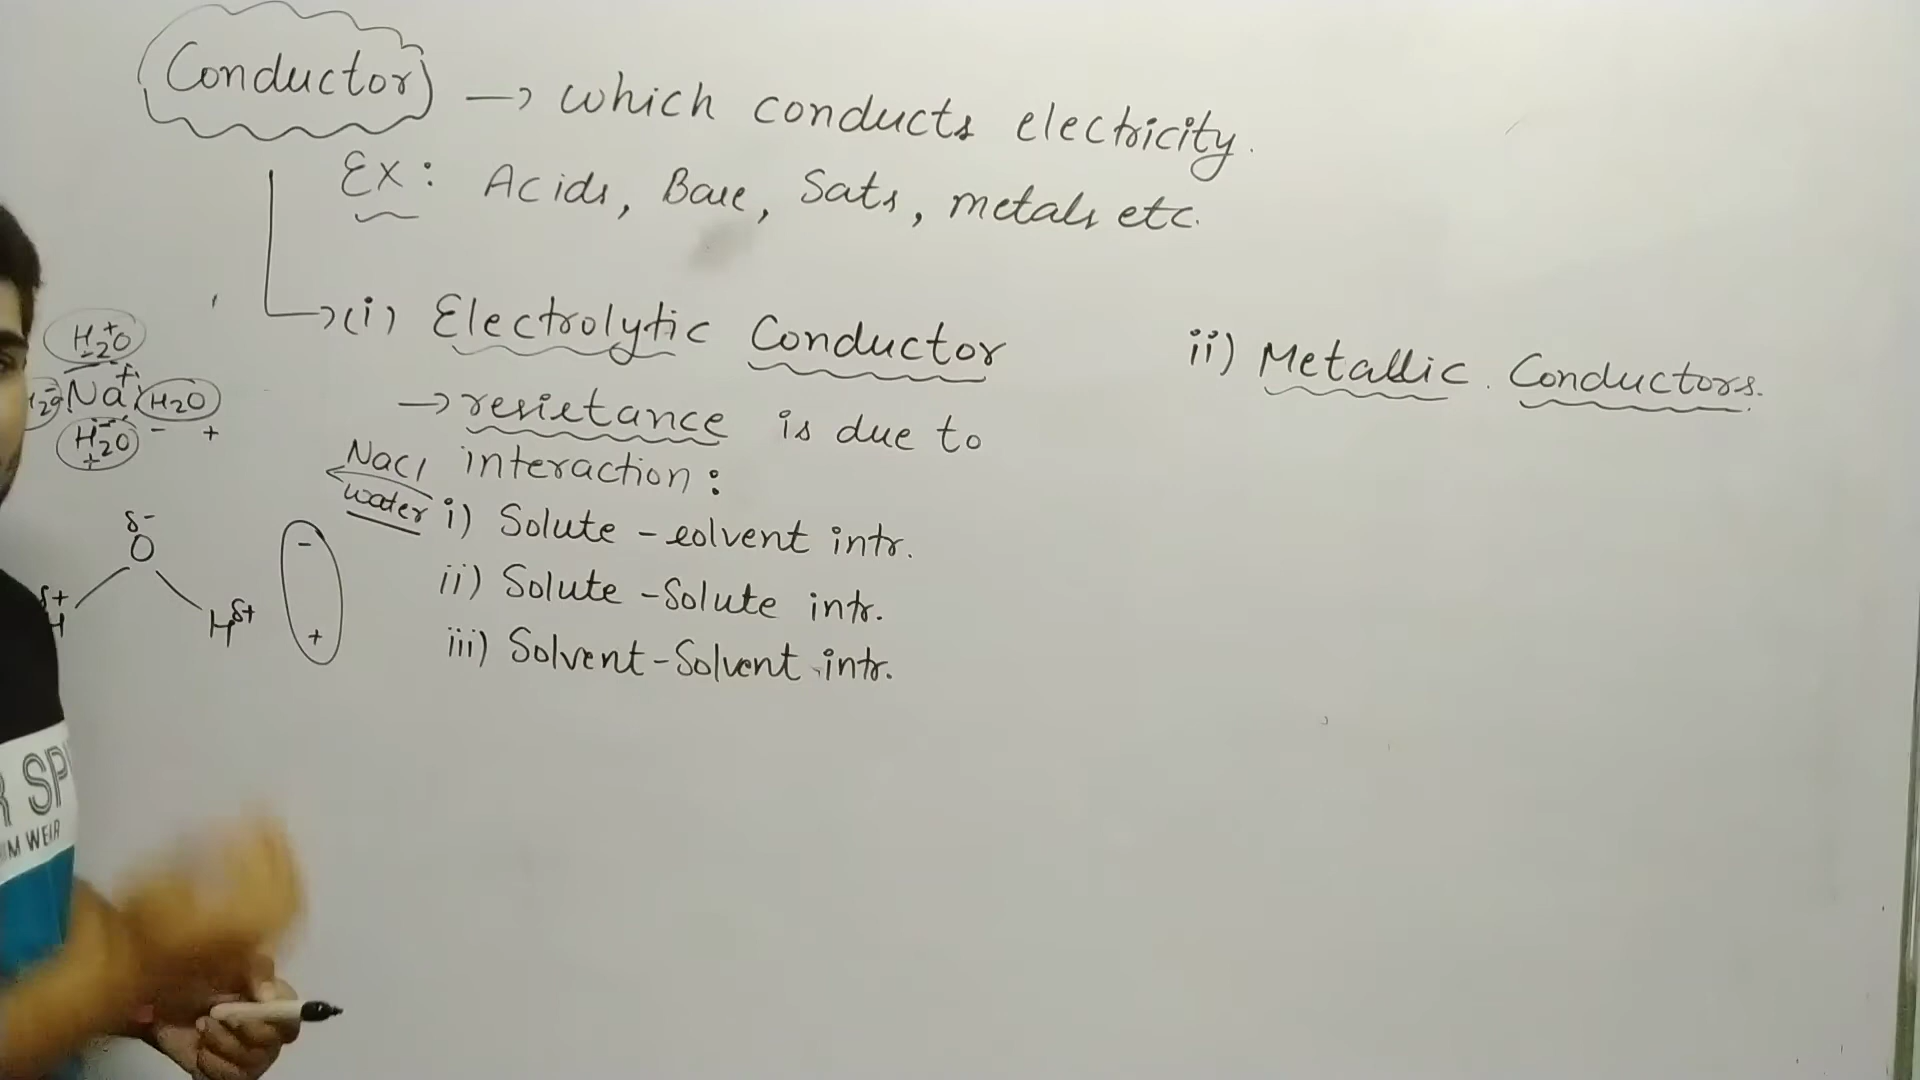 Conductor → which conducts electricity.
Ex: Acids, Base, Sats, metals etc.
→(i) Electrolytic Conductor
→ resistance is due to
interaction:
i) Solute - solvent intr.
ii) Solute - Solute intr.
iii) Solvent - Solvent intr.
ii) Metallic Conductors.
NaCl
water
H2O
+
-
Na+
H2O
- +
H2O
-
+
δ-
O
δ+
H
Hδ+
-
+
R SP
M WEIR